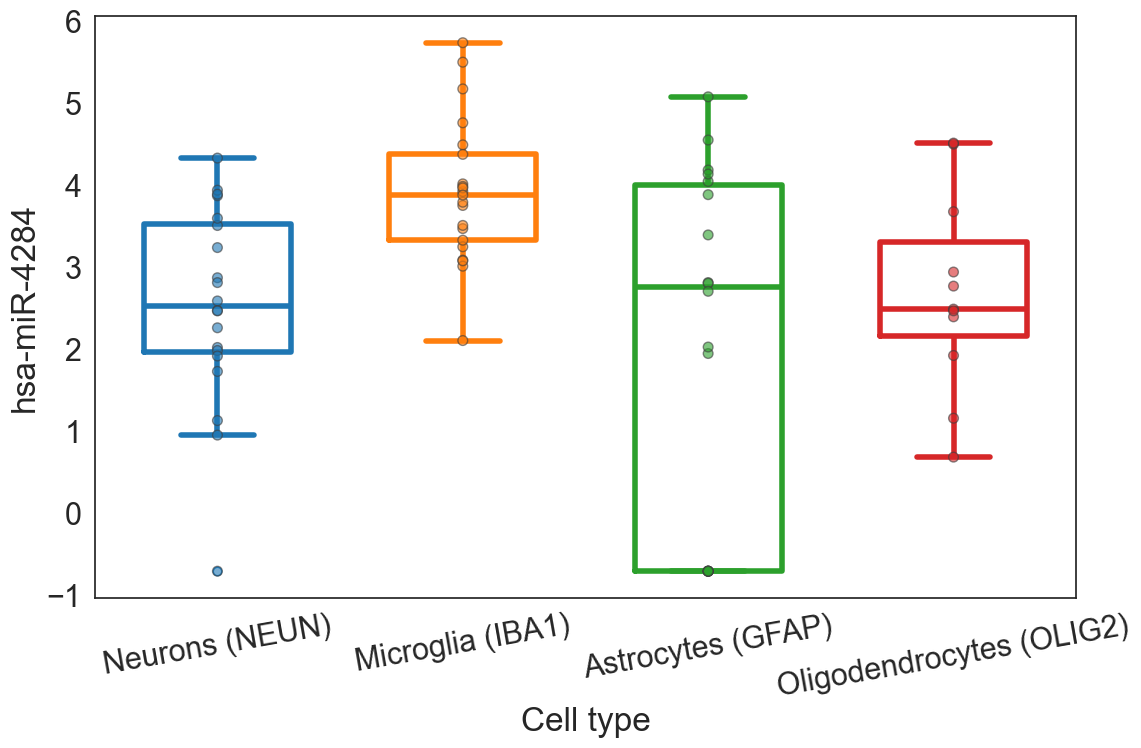 hsa-miR-4284
6
5
4
3
2
1
0
−1
Neurons (NEUN)
Microglia (IBA1)
Astrocytes (GFAP)
Oligodendrocytes (OLIG2)
Cell type